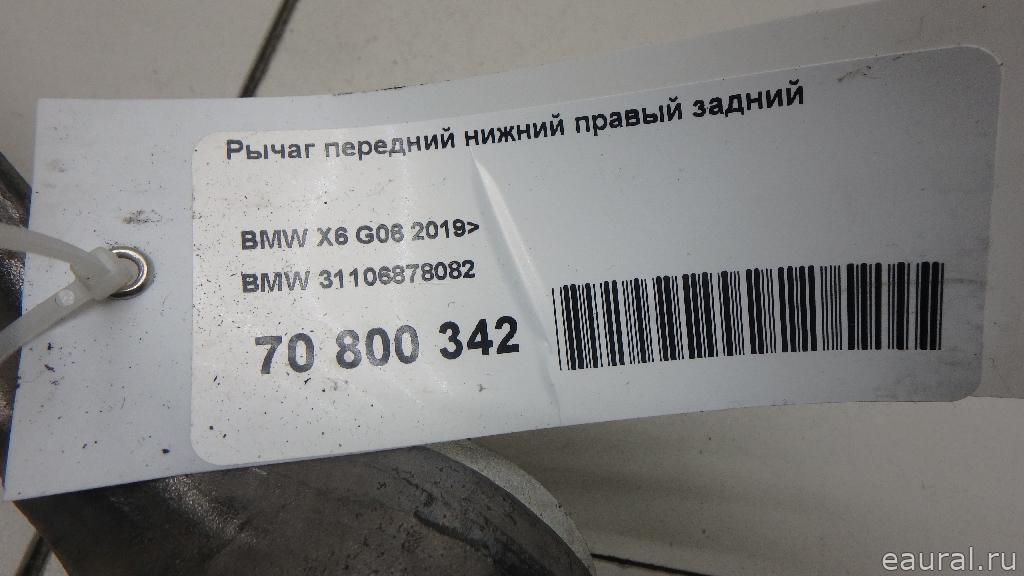 Рычаг передний нижний правый задний
BMW X6 G06 2019>
BMW 31106878082
70 800 342
eaural.ru